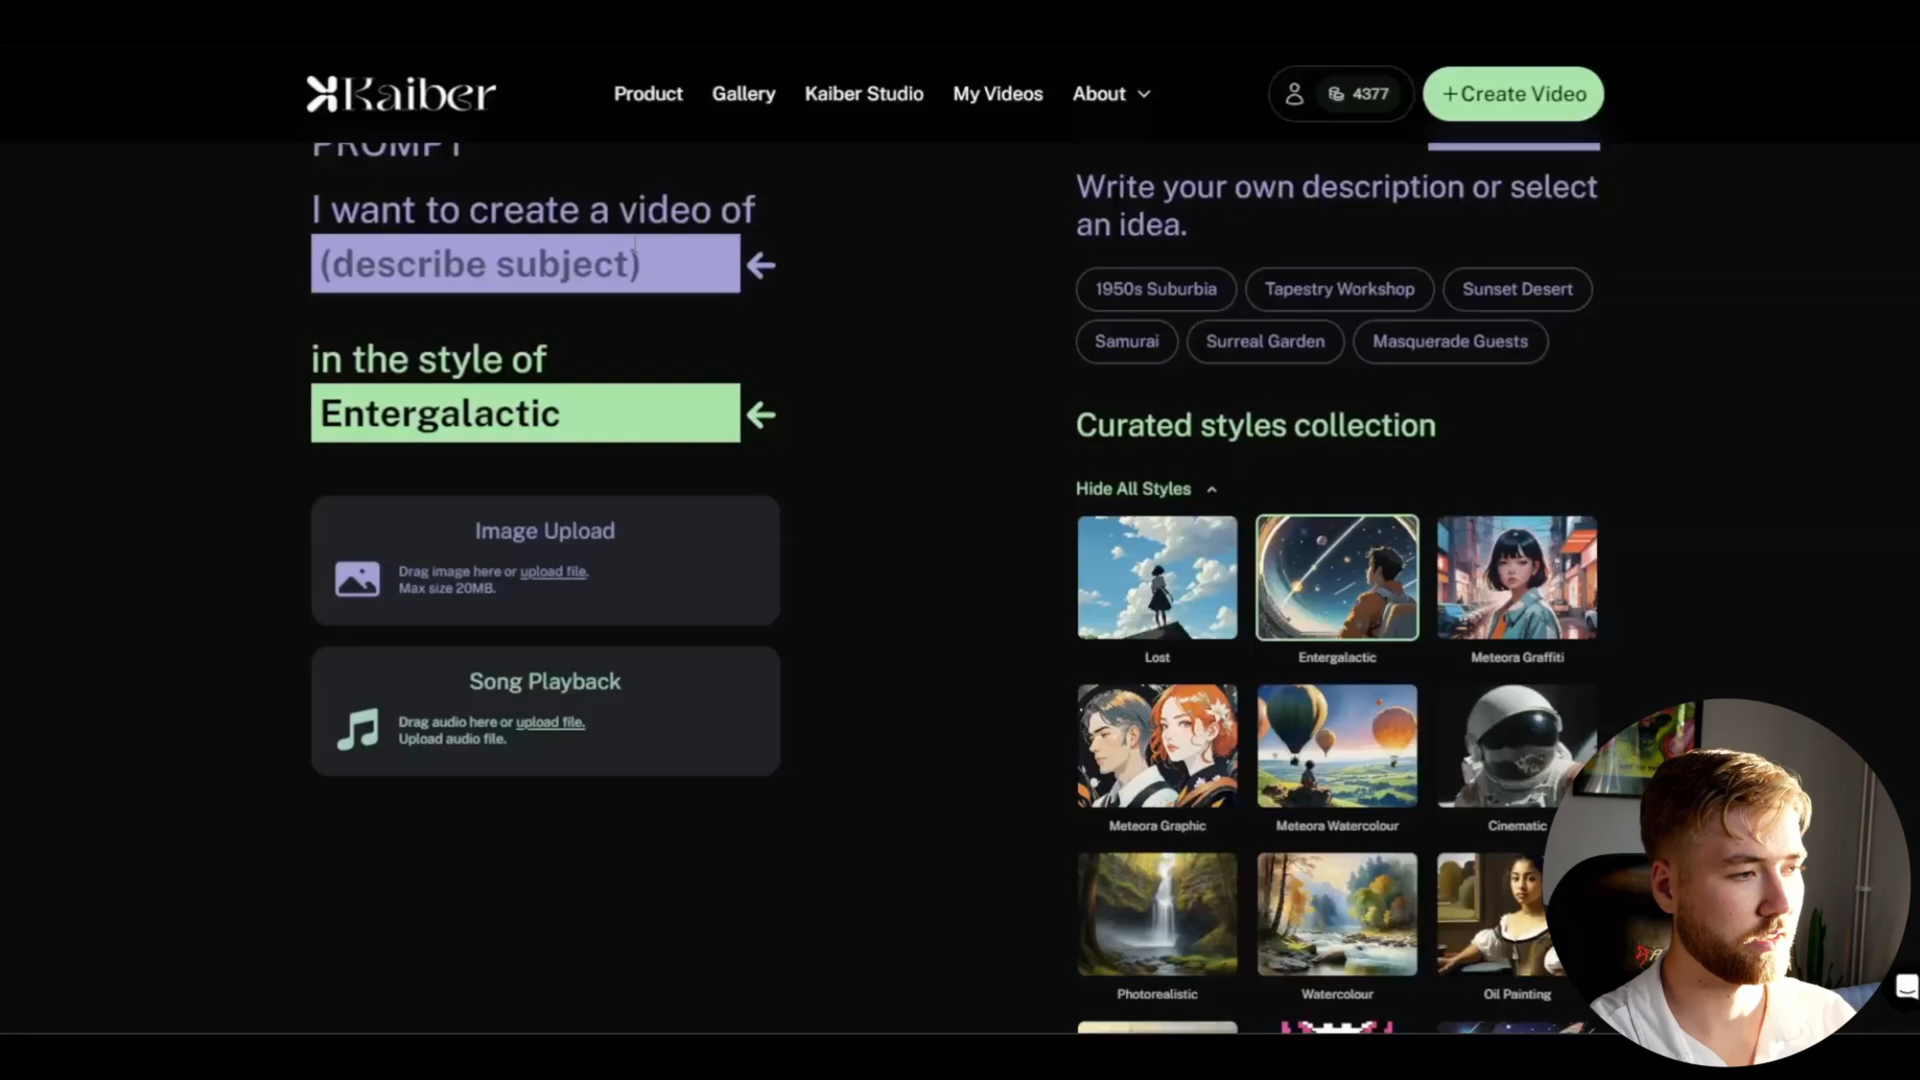 Kaiber
Product
Gallery
Kaiber Studio
My Videos
About
4377
+Create Video
PROMPT
I want to create a video of
(describe subject)
in the style of
Entergalactic
Image Upload
Drag image here or upload file.
Max size 20MB.
Song Playback
Drag audio here or upload file.
Upload audio file.
Write your own description or select
an idea.
1950s Suburbia
Tapestry Workshop
Sunset Desert
Samurai
Surreal Garden
Masquerade Guests
Curated styles collection
Hide All Styles
Lost
Entergalactic
Meteora Graffiti
Meteora Graphic
Meteora Watercolour
Cinematic
Photorealistic
Watercolour
Oil Painting